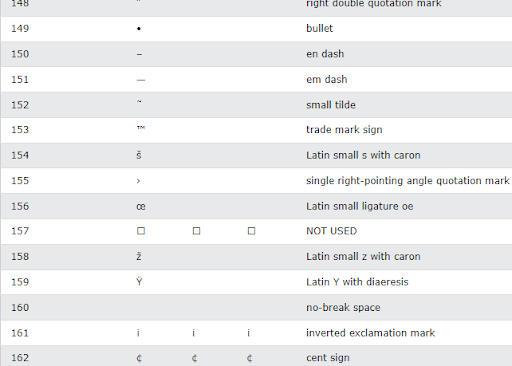 148 ” right double quotation mark
149 • bullet
150 – en dash
151 — em dash
152 ˜ small tilde
153 ™ trade mark sign
154 š Latin small s with caron
155 › single right-pointing angle quotation mark
156 œ Latin small ligature oe
157 □ □ □ NOT USED
158 ž Latin small z with caron
159 Ÿ Latin Y with diaeresis
160 no-break space
161 ¡ ¡ ¡ inverted exclamation mark
162 ¢ ¢ ¢ cent sign